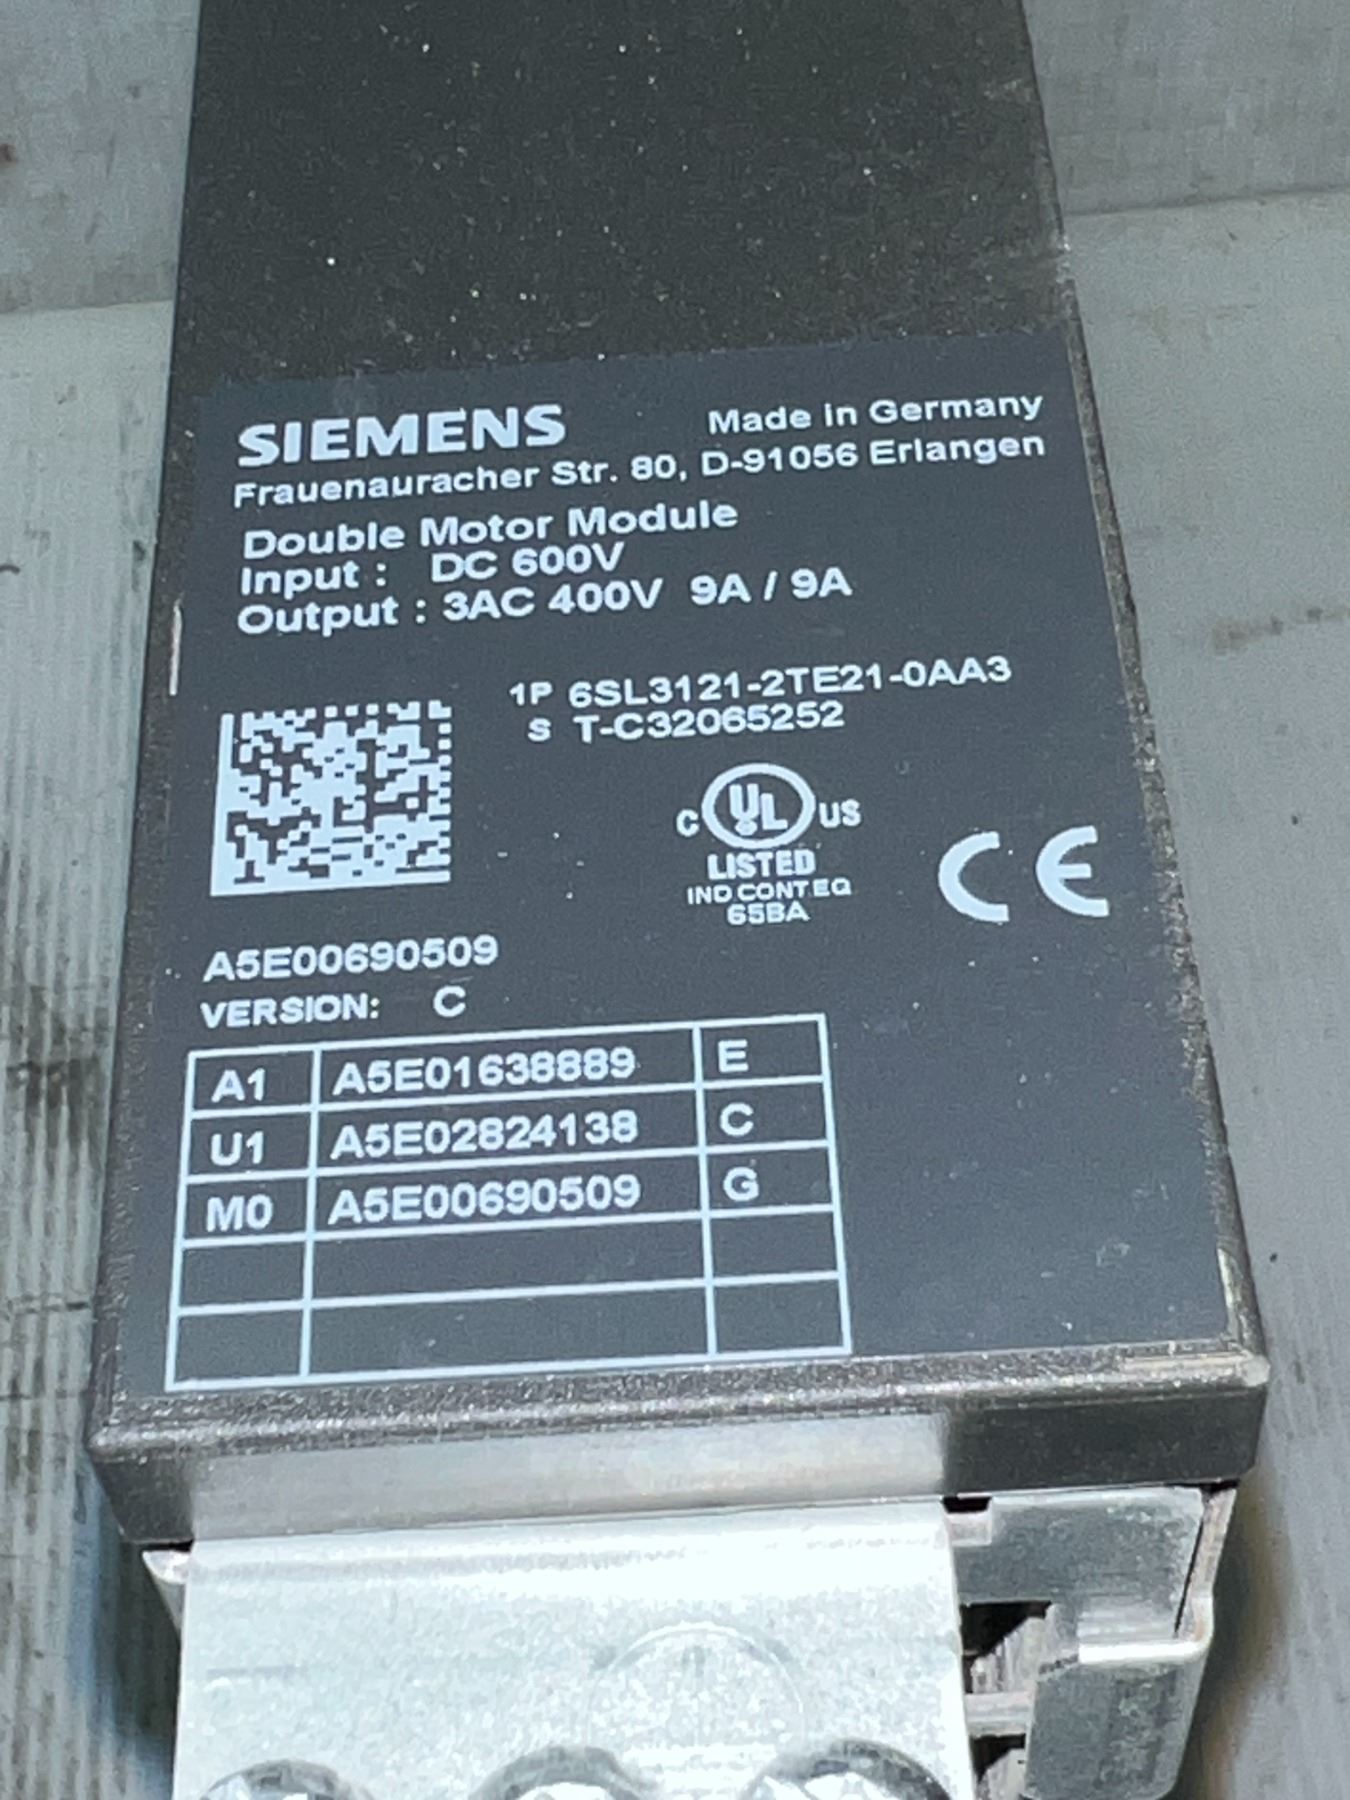 SIEMENS Made in Germany
Frauenauracher Str. 80, D-91056 Erlangen
Double Motor Module
Input : DC 600V
Output : 3AC 400V 9A / 9A
1P 6SL3121-2TE21-0AA3
S T-C32065252
C UL US
LISTED
IND.CONT.EQ
65BA
CE
A5E00690509
VERSION: C
A1 A5E01638889 E
U1 A5E02824138 C
M0 A5E00690509 G